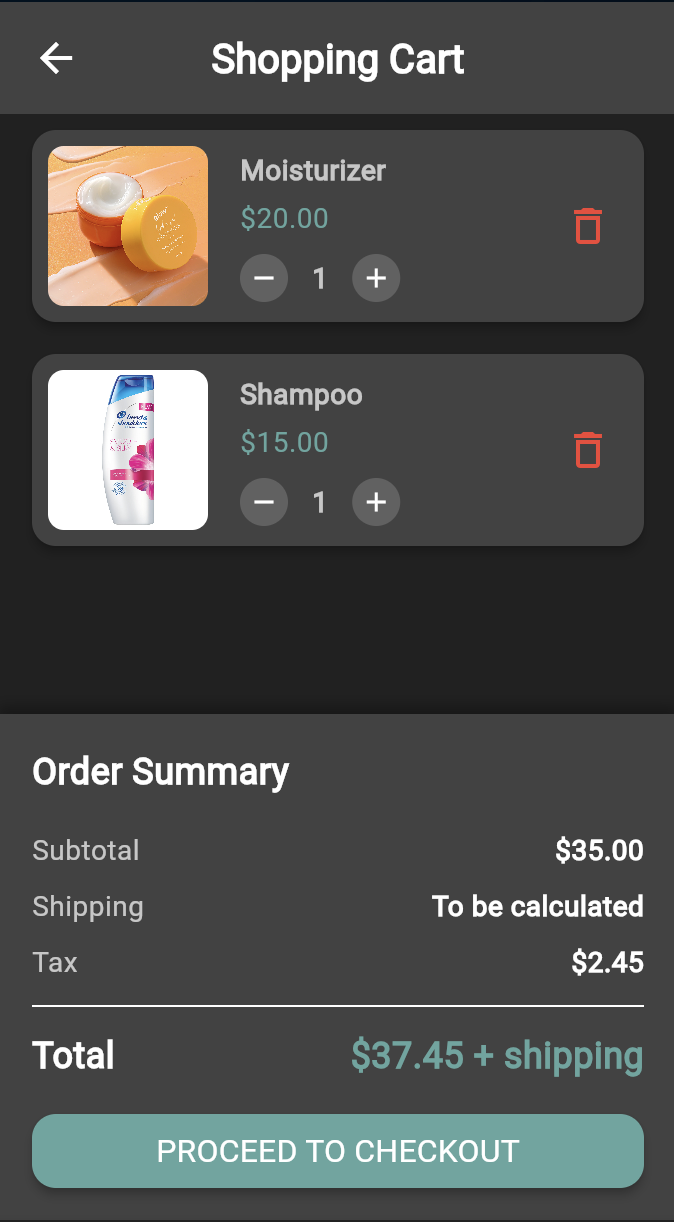 Shopping Cart
Moisturizer
$20.00
1
Shampoo
$15.00
1
Order Summary
Subtotal $35.00
Shipping To be calculated
Tax $2.45
Total $37.45 + shipping
PROCEED TO CHECKOUT